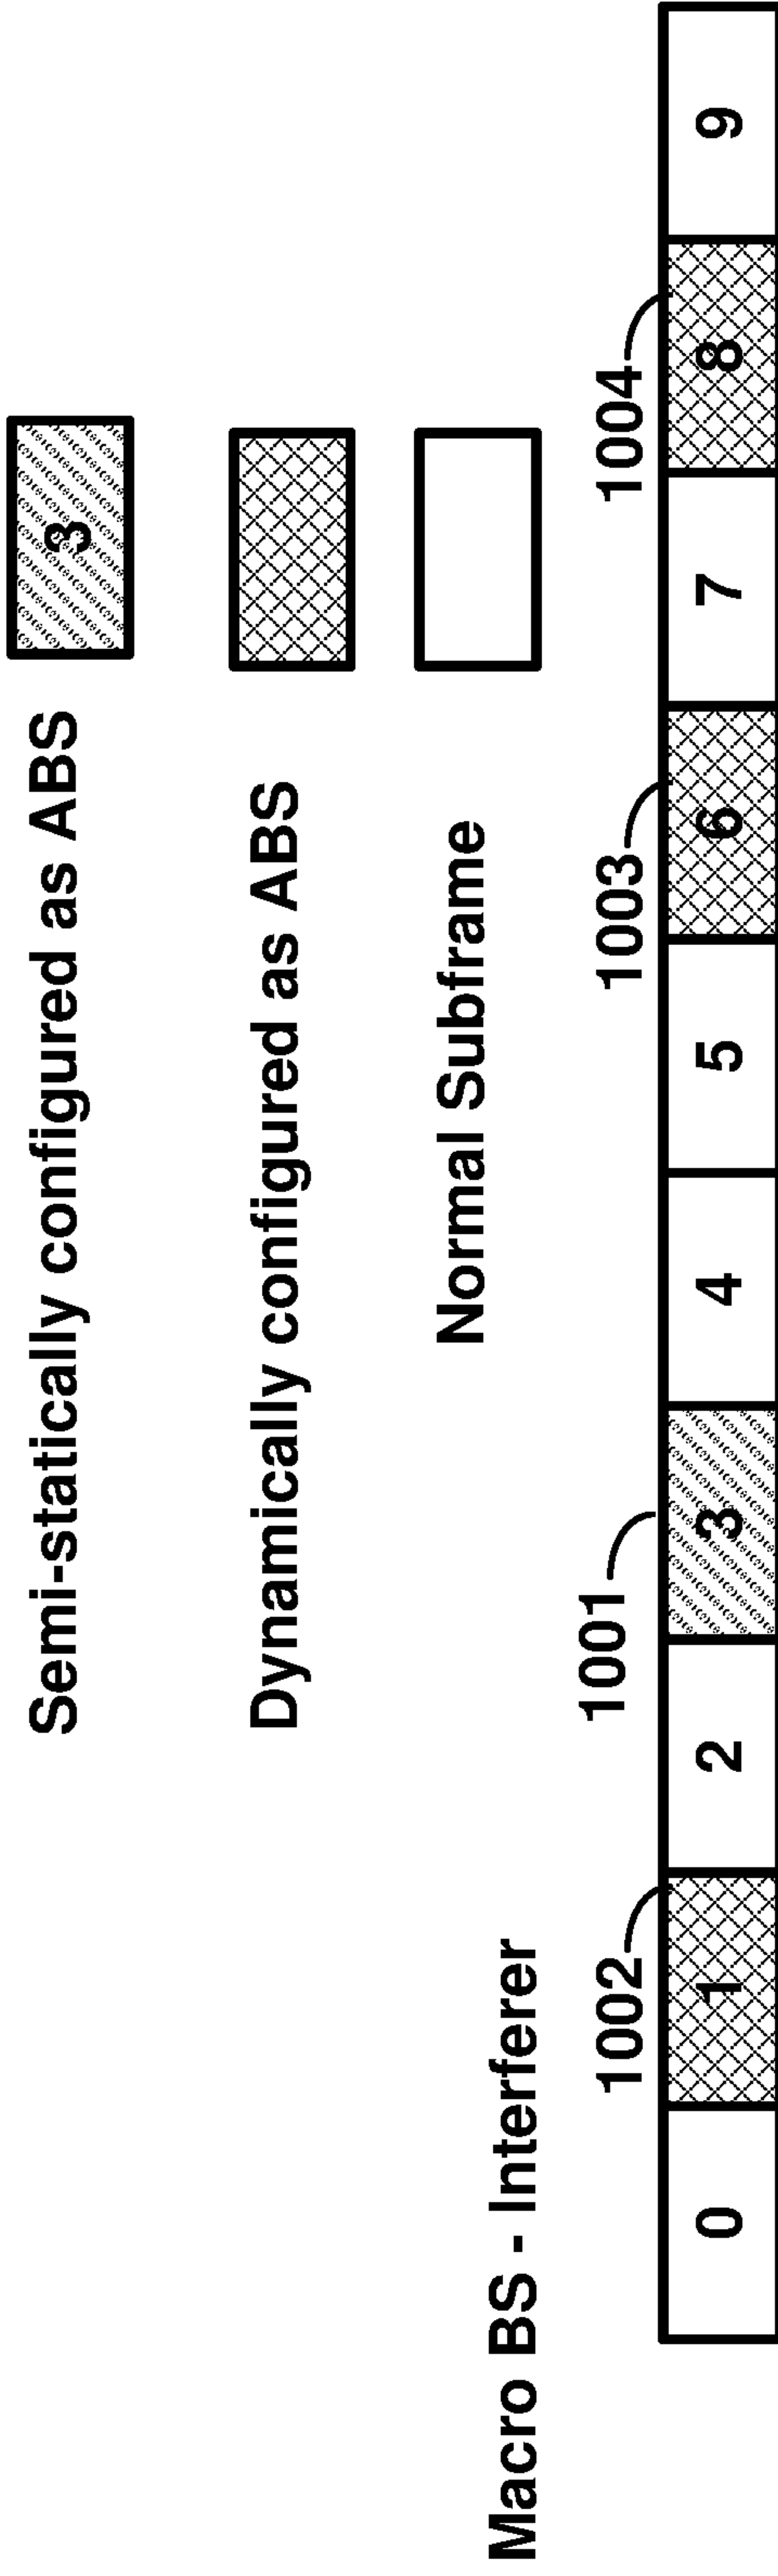 Semi-statically configured as ABS 3
Dynamically configured as ABS
Normal Subframe
Macro BS - Interferer
1002 1001 1003 1004
0 1 2 3 4 5 6 7 8 9